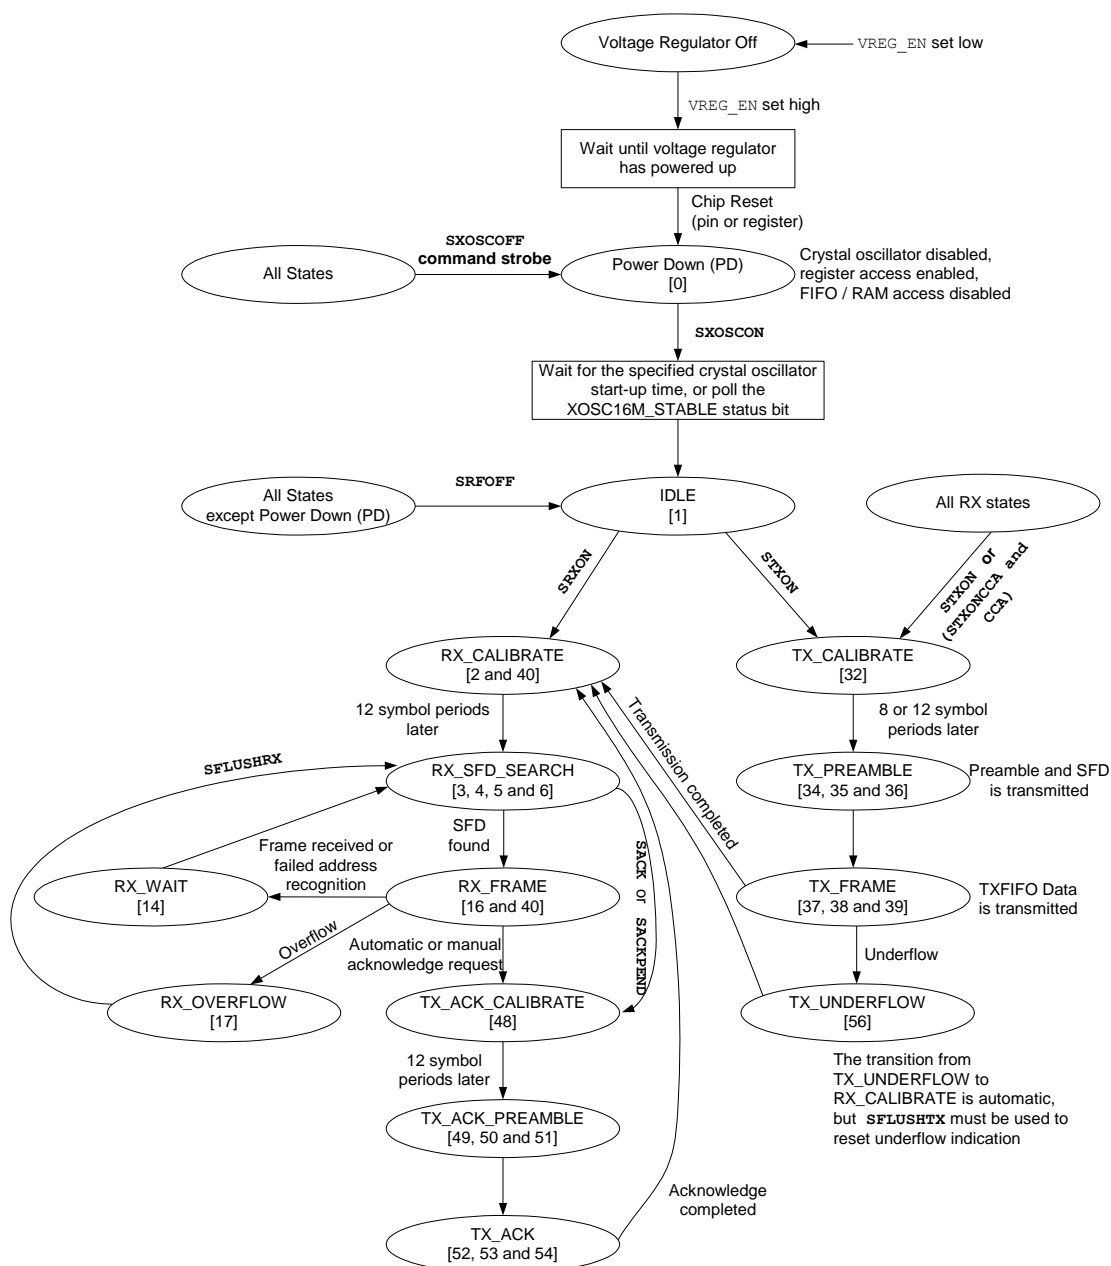 Voltage Regulator Off
VREG_EN set low
VREG_EN set high
Wait until voltage regulator
has powered up
Chip Reset
(pin or register)
SXOSCOFF
command strobe
All States
Power Down (PD)
[0]
Crystal oscillator disabled,
register access enabled,
FIFO / RAM access disabled
SXOSCON
Wait for the specified crystal oscillator
start-up time, or poll the
XOSC16M_STABLE status bit
All States
except Power Down (PD)
SRFOFF
IDLE
[1]
All RX states
SRXON
STXON
STXON or
(STXONCCA and
CCA)
RX_CALIBRATE
[2 and 40]
TX_CALIBRATE
[32]
12 symbol periods
later
8 or 12 symbol
periods later
Transmission completed
SFLUSHRX
RX_SFD_SEARCH
[3, 4, 5 and 6]
TX_PREAMBLE
[34, 35 and 36]
Preamble and SFD
is transmitted
SFD
found
Frame received or
failed address
recognition
SACK or SACKPEND
RX_WAIT
[14]
RX_FRAME
[16 and 40]
TX_FRAME
[37, 38 and 39]
TXFIFO Data
is transmitted
Overflow
Automatic or manual
acknowledge request
Underflow
RX_OVERFLOW
[17]
TX_ACK_CALIBRATE
[48]
TX_UNDERFLOW
[56]
12 symbol
periods later
The transition from
TX_UNDERFLOW to
RX_CALIBRATE is automatic,
but SFLUSHTX must be used to
reset underflow indication
TX_ACK_PREAMBLE
[49, 50 and 51]
Acknowledge
completed
TX_ACK
[52, 53 and 54]